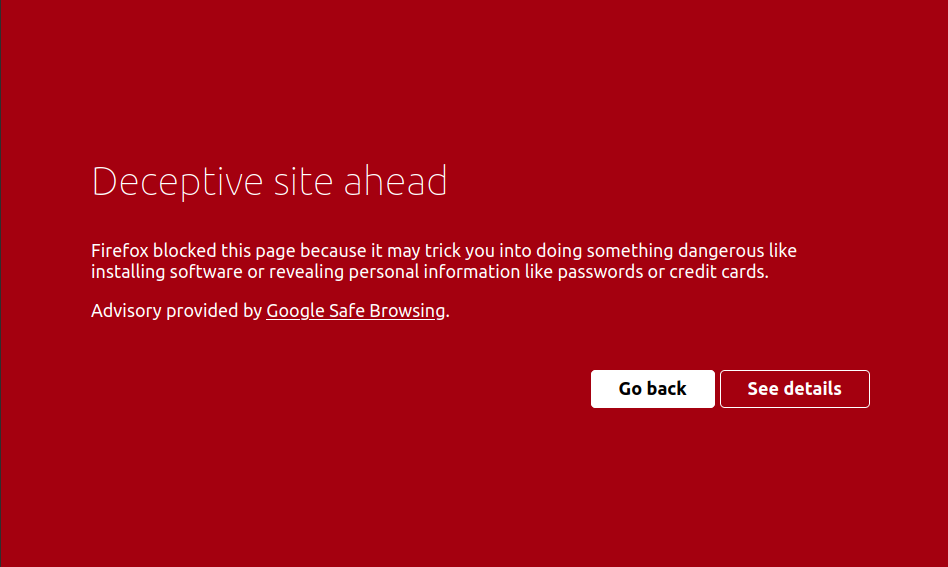 Deceptive site ahead
Firefox blocked this page because it may trick you into doing something dangerous like
installing software or revealing personal information like passwords or credit cards.
Advisory provided by Google Safe Browsing.
Go back
See details